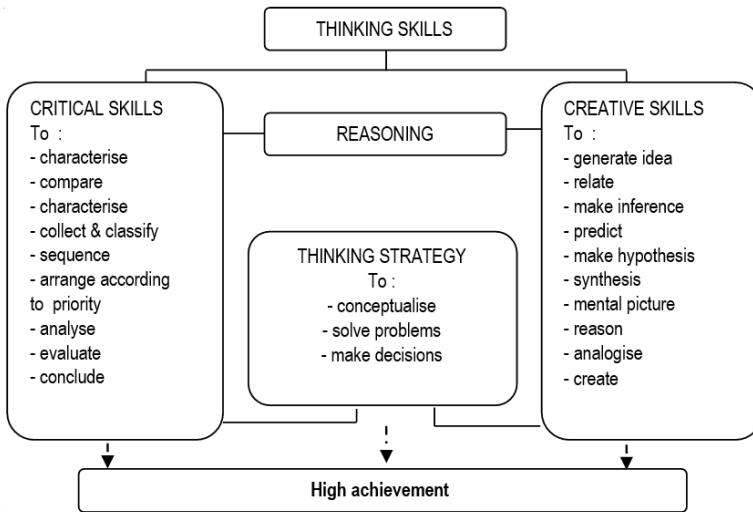 THINKING SKILLS
CRITICAL SKILLS
To :
- characterise
- compare
- characterise
- collect & classify
- sequence
- arrange according
to priority
- analyse
- evaluate
- conclude
REASONING
THINKING STRATEGY
To :
- conceptualise
- solve problems
- make decisions
CREATIVE SKILLS
To :
- generate idea
- relate
- make inference
- predict
- make hypothesis
- synthesis
- mental picture
- reason
- analogise
- create
High achievement